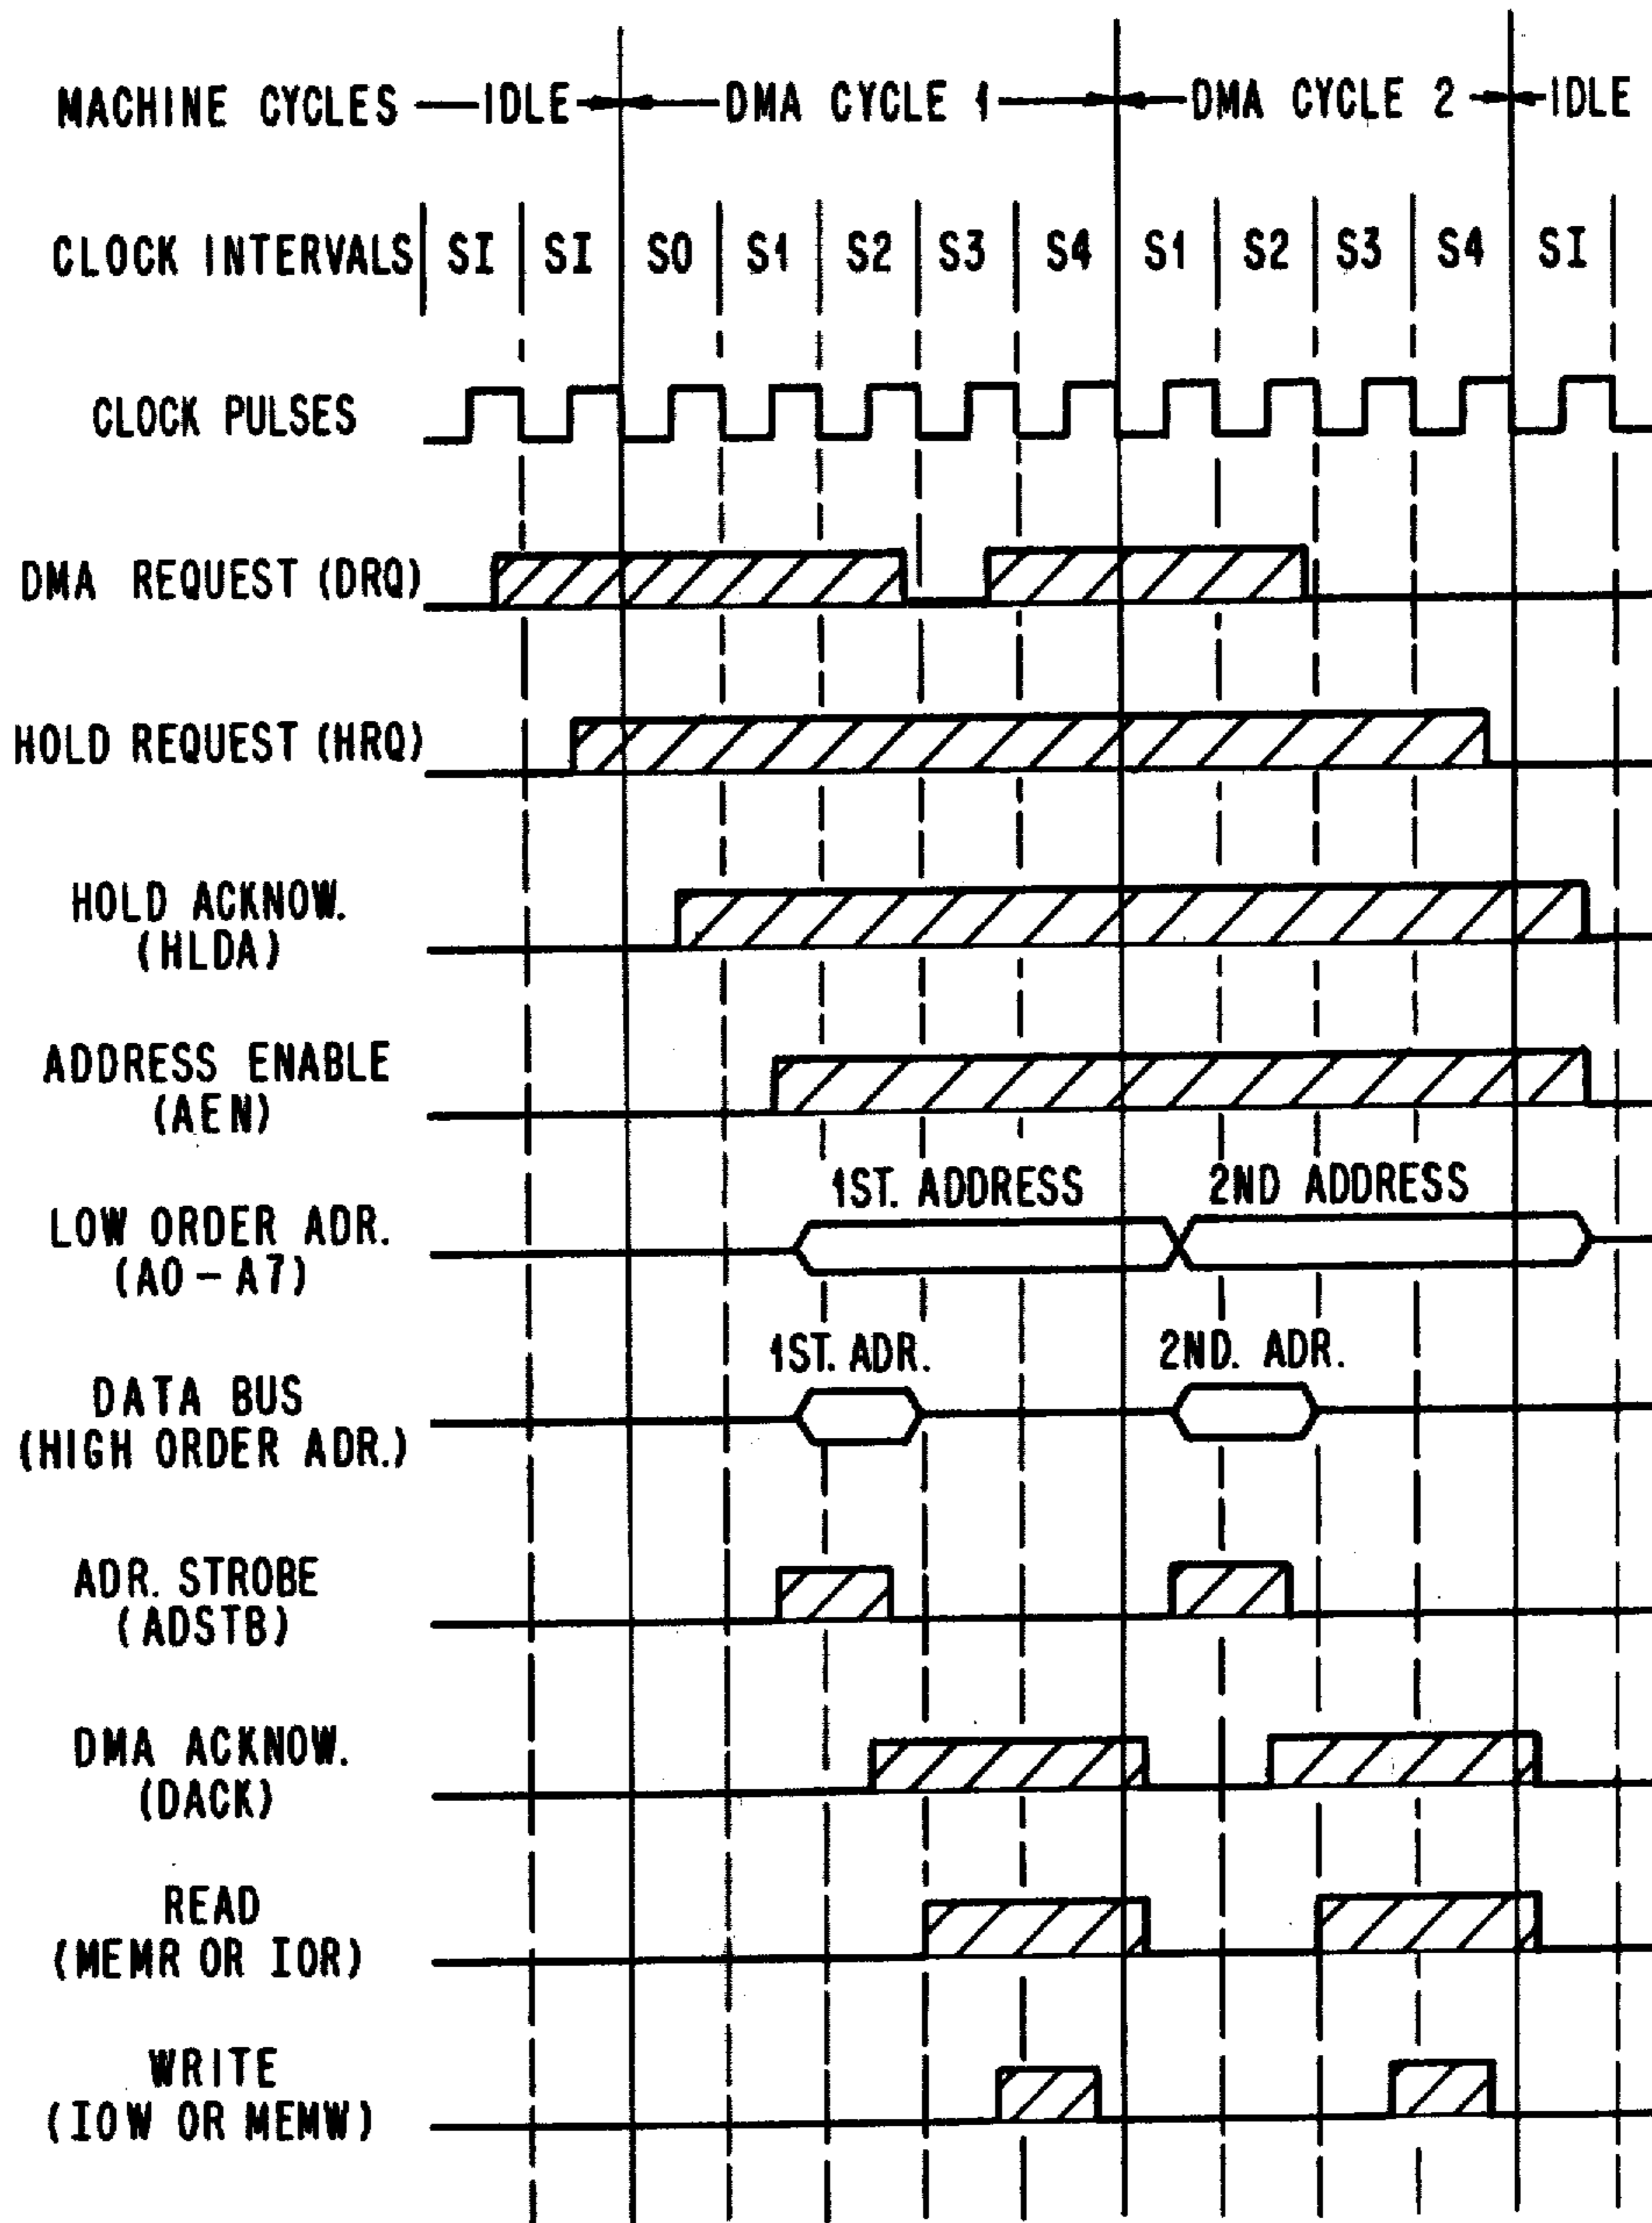 MACHINE CYCLES IDLE DMA CYCLE 1 DMA CYCLE 2 IDLE
CLOCK INTERVALS SI SI S0 S1 S2 S3 S4 S1 S2 S3 S4 SI
CLOCK PULSES
DMA REQUEST (DRQ)
HOLD REQUEST (HRQ)
HOLD ACKNOW.
(HLDA)
ADDRESS ENABLE
(AEN)
1ST. ADDRESS 2ND ADDRESS
LOW ORDER ADR.
(A0-A7)
1ST. ADR. 2ND. ADR.
DATA BUS
(HIGH ORDER ADR.)
ADR. STROBE
(ADSTB)
DMA ACKNOW.
(DACK)
READ
(MEMR OR IOR)
WRITE
(IOW OR MEMW)